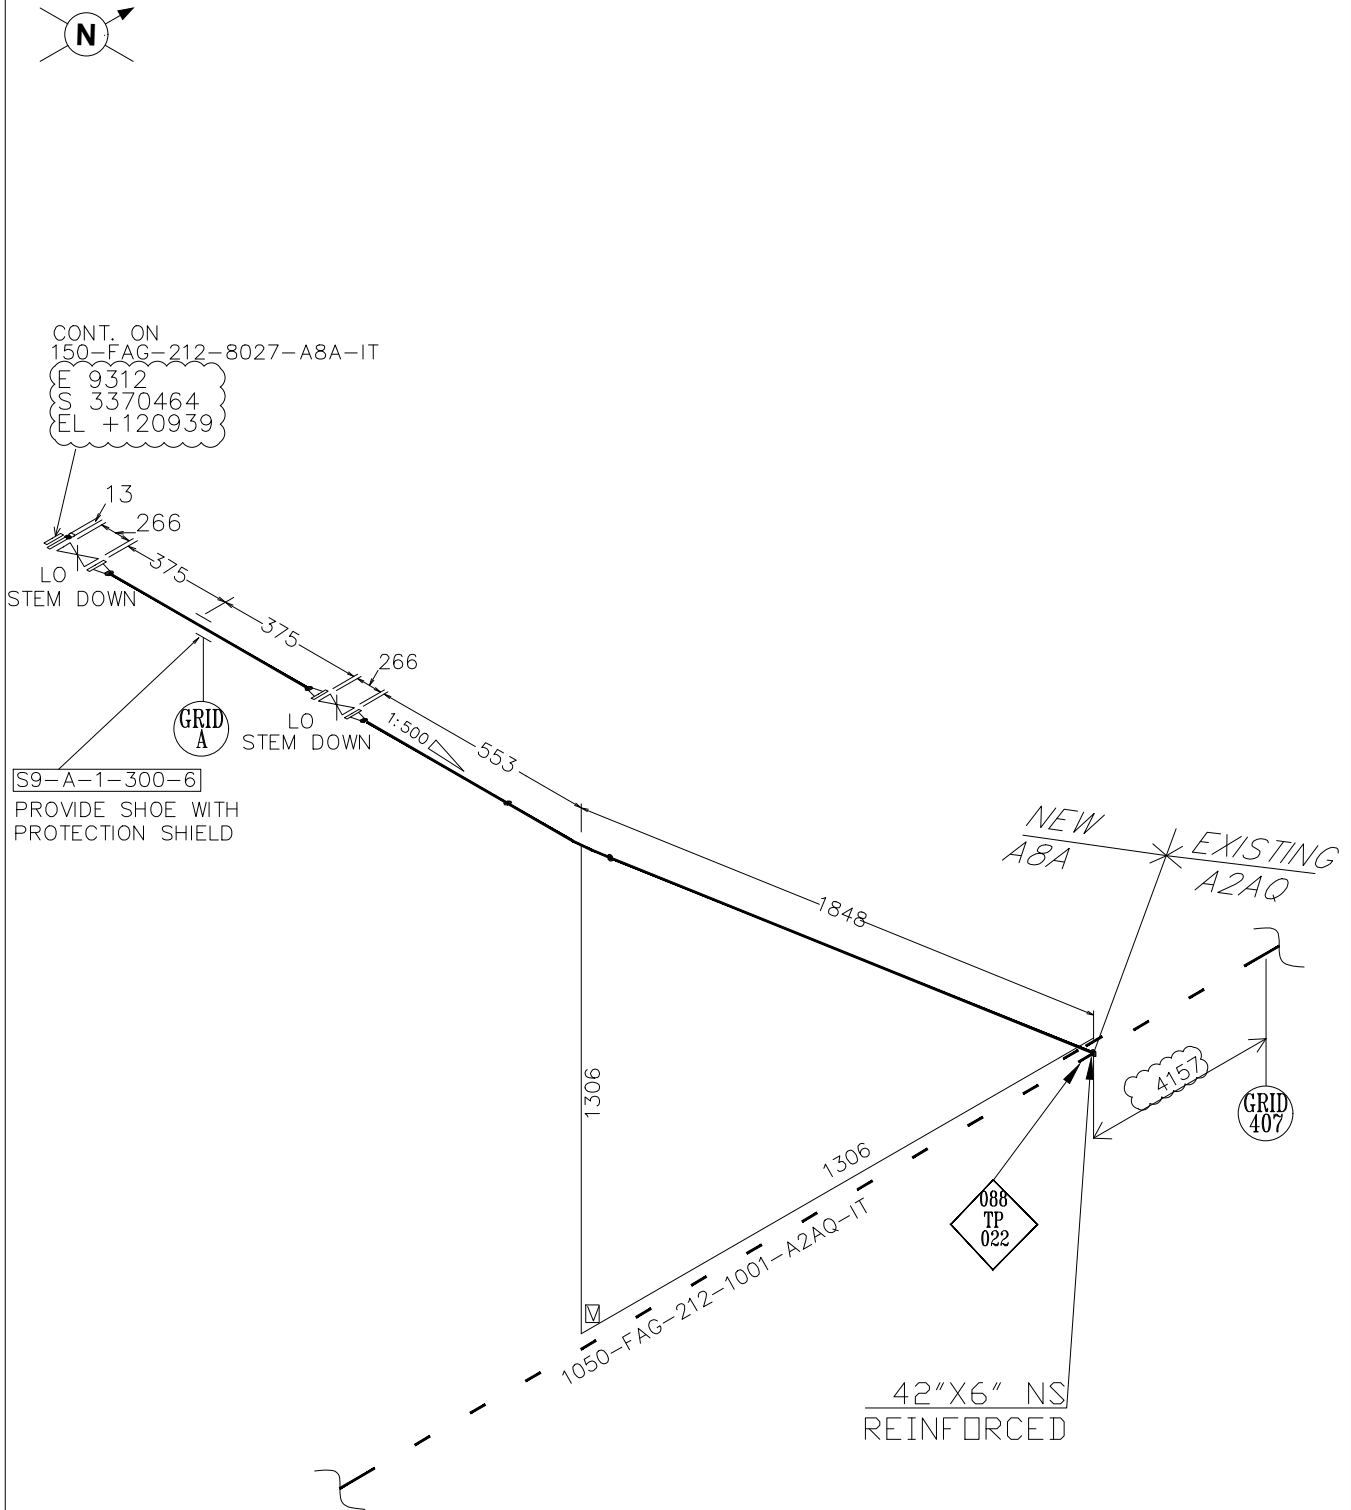 N
CONT. ON
150-FAG-212-8027-A8A-IT
E 9312
S 3370464
EL +120939
13
266
375
LO
STEM DOWN
375
266
GRID
A
LO
STEM DOWN
1:500
553
S9-A-1-300-6
PROVIDE SHOE WITH
PROTECTION SHIELD
NEW
A8A
EXISTING
A2AQ
1848
4157
GRID
407
1306
1306
088
TP
022
V
1050-FAG-212-1001-A2AQ-IT
42"X6" NS
REINFORCED